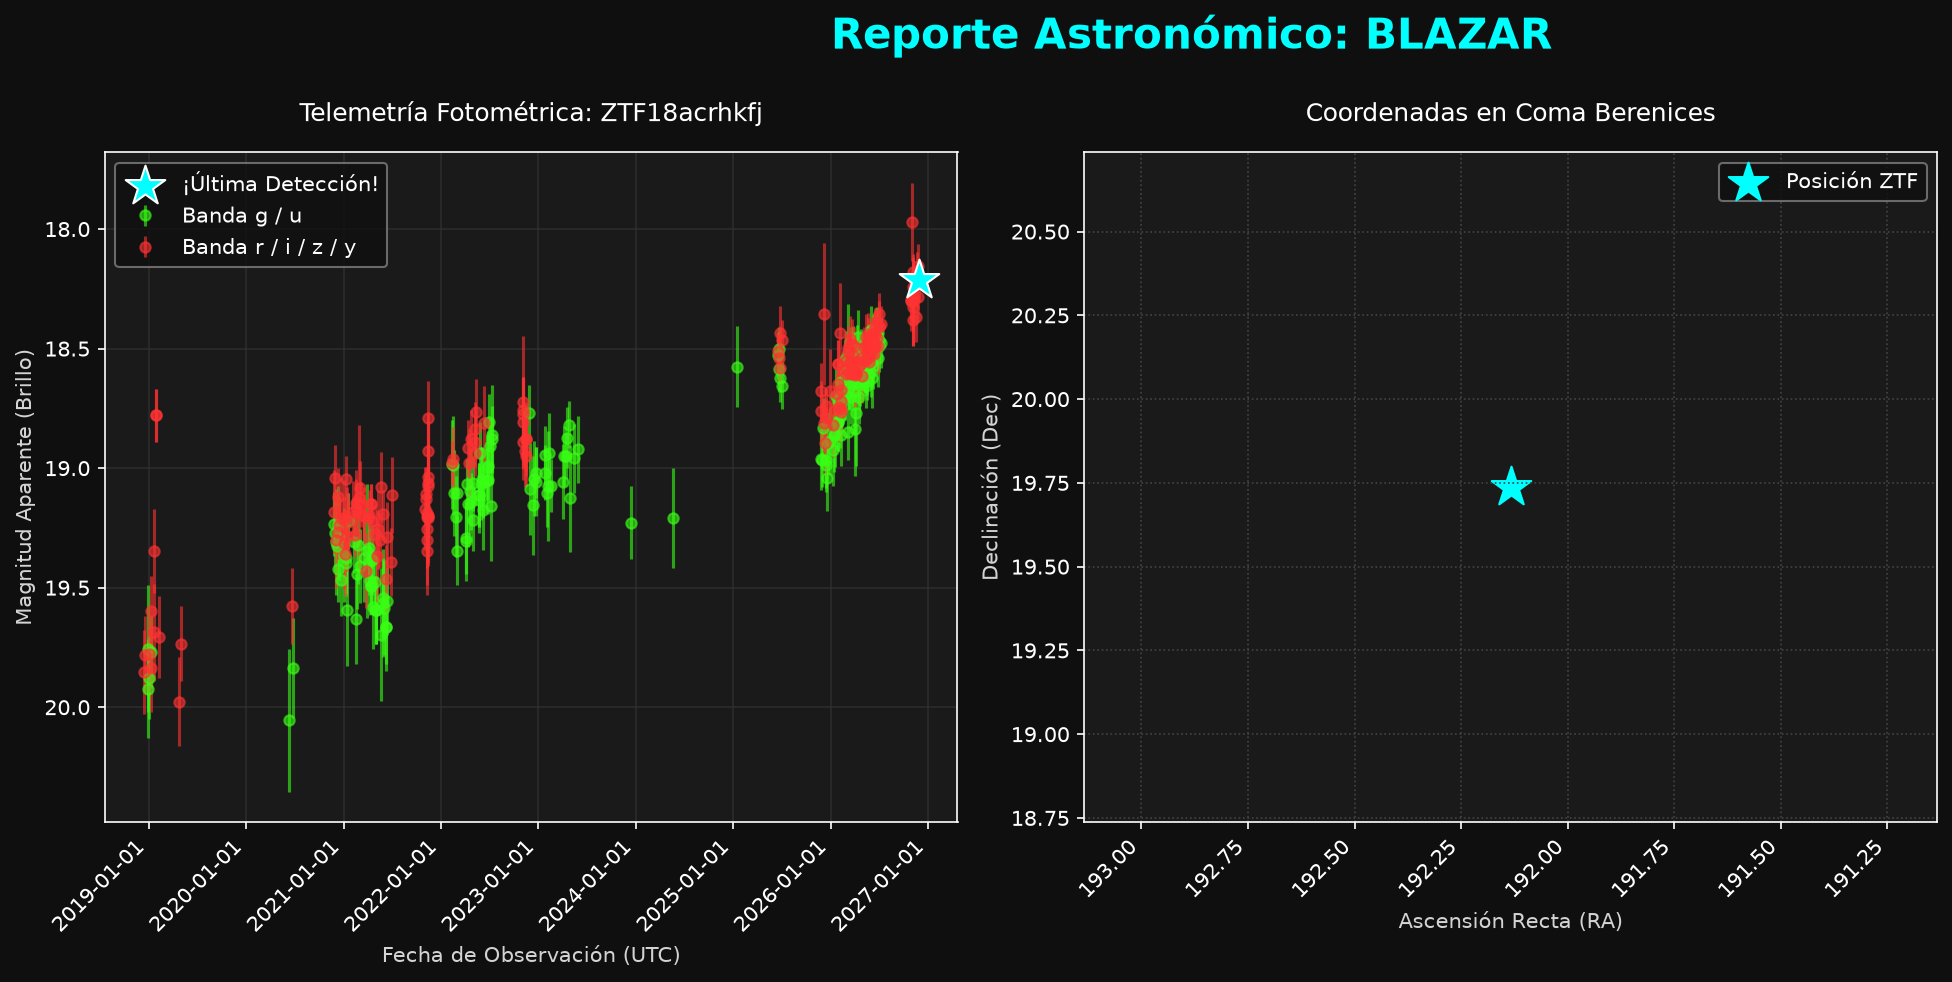 Reporte Astronómico: BLAZAR
Telemetría Fotométrica: ZTF18acrhkfj
¡Última Detección!
Banda g / u
Banda r / i / z / y
Magnitud Aparente (Brillo)
18.0
18.5
19.0
19.5
20.0
2019-01-01
2020-01-01
2021-01-01
2022-01-01
2023-01-01
2024-01-01
2025-01-01
2026-01-01
2027-01-01
Fecha de Observación (UTC)
Coordenadas en Coma Berenices
Posición ZTF
Declinación (Dec)
20.50
20.25
20.00
19.75
19.50
19.25
19.00
18.75
193.00
192.75
192.50
192.25
192.00
191.75
191.50
191.25
Ascensión Recta (RA)